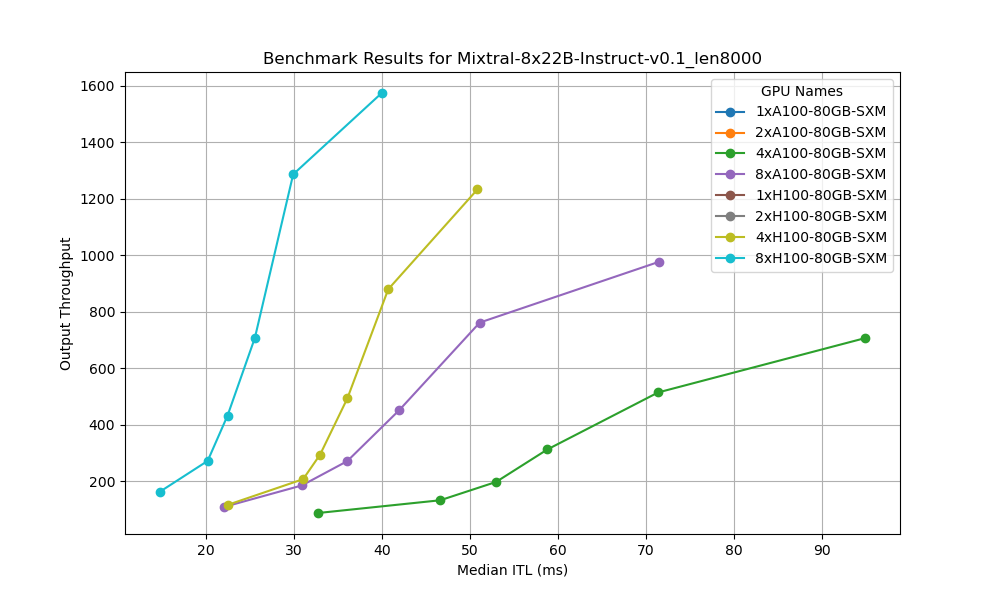 Benchmark Results for Mixtral-8x22B-Instruct-v0.1_len8000
GPU Names
1xA100-80GB-SXM
2xA100-80GB-SXM
4xA100-80GB-SXM
8xA100-80GB-SXM
1xH100-80GB-SXM
2xH100-80GB-SXM
4xH100-80GB-SXM
8xH100-80GB-SXM
Output Throughput
1600
1400
1200
1000
800
600
400
200
20 30 40 50 60 70 80 90
Median ITL (ms)